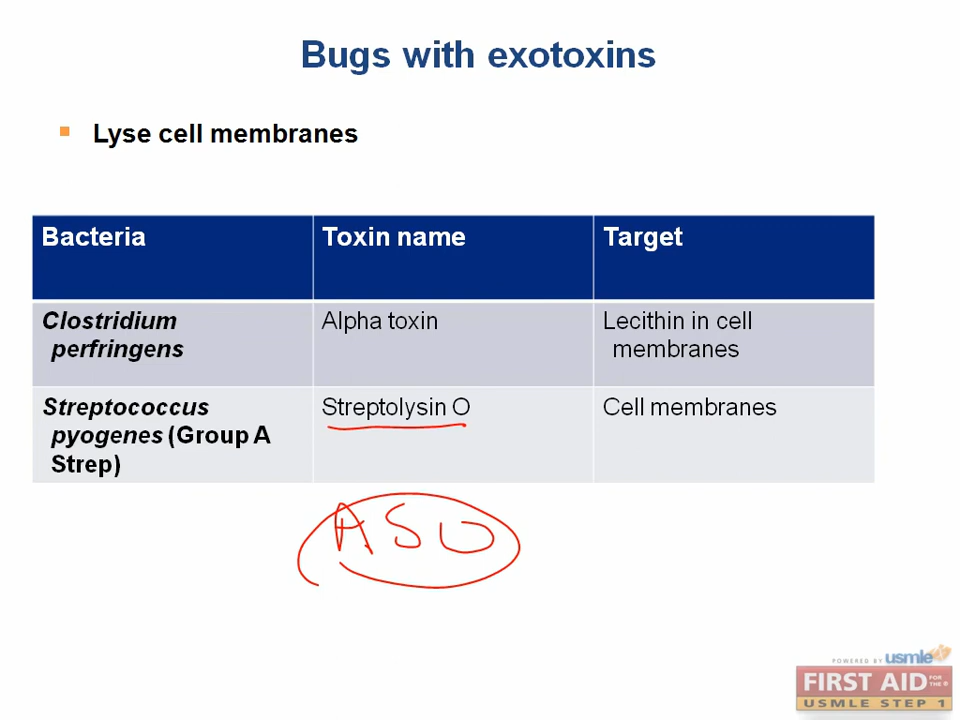 Bugs with exotoxins
Lyse cell membranes
Bacteria
Toxin name
Target
Clostridium
perfringens
Alpha toxin
Lecithin in cell
membranes
Streptococcus
pyogenes (Group A
Strep)
Streptolysin O
Cell membranes
ASO
POWERED BY usmlerx
FIRST AID FOR THE®
USMLE STEP 1